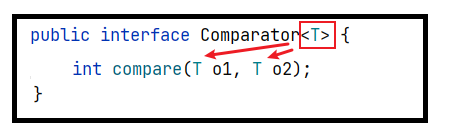 public interface Comparator<T> {
int compare(T o1, T o2);
}